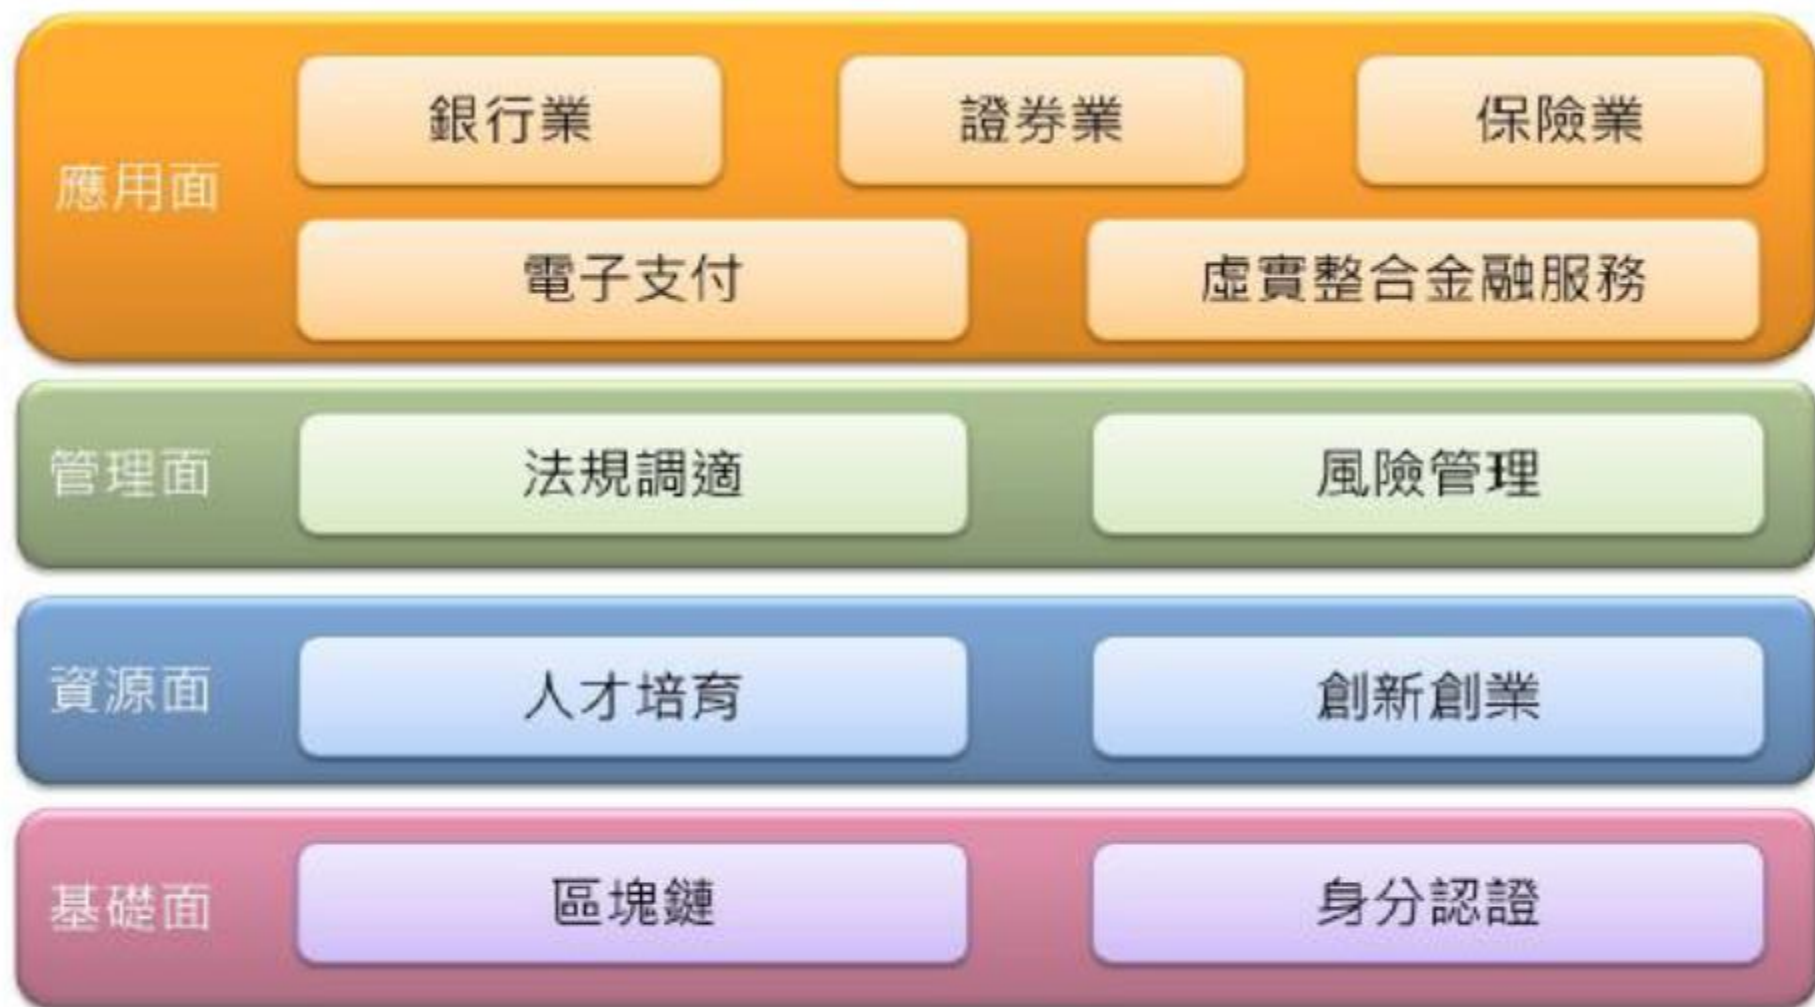 應用面
銀行業
證券業
保險業
電子支付
虛實整合金融服務
管理面
法規調適
風險管理
資源面
人才培育
創新創業
基礎面
區塊鏈
身分認證